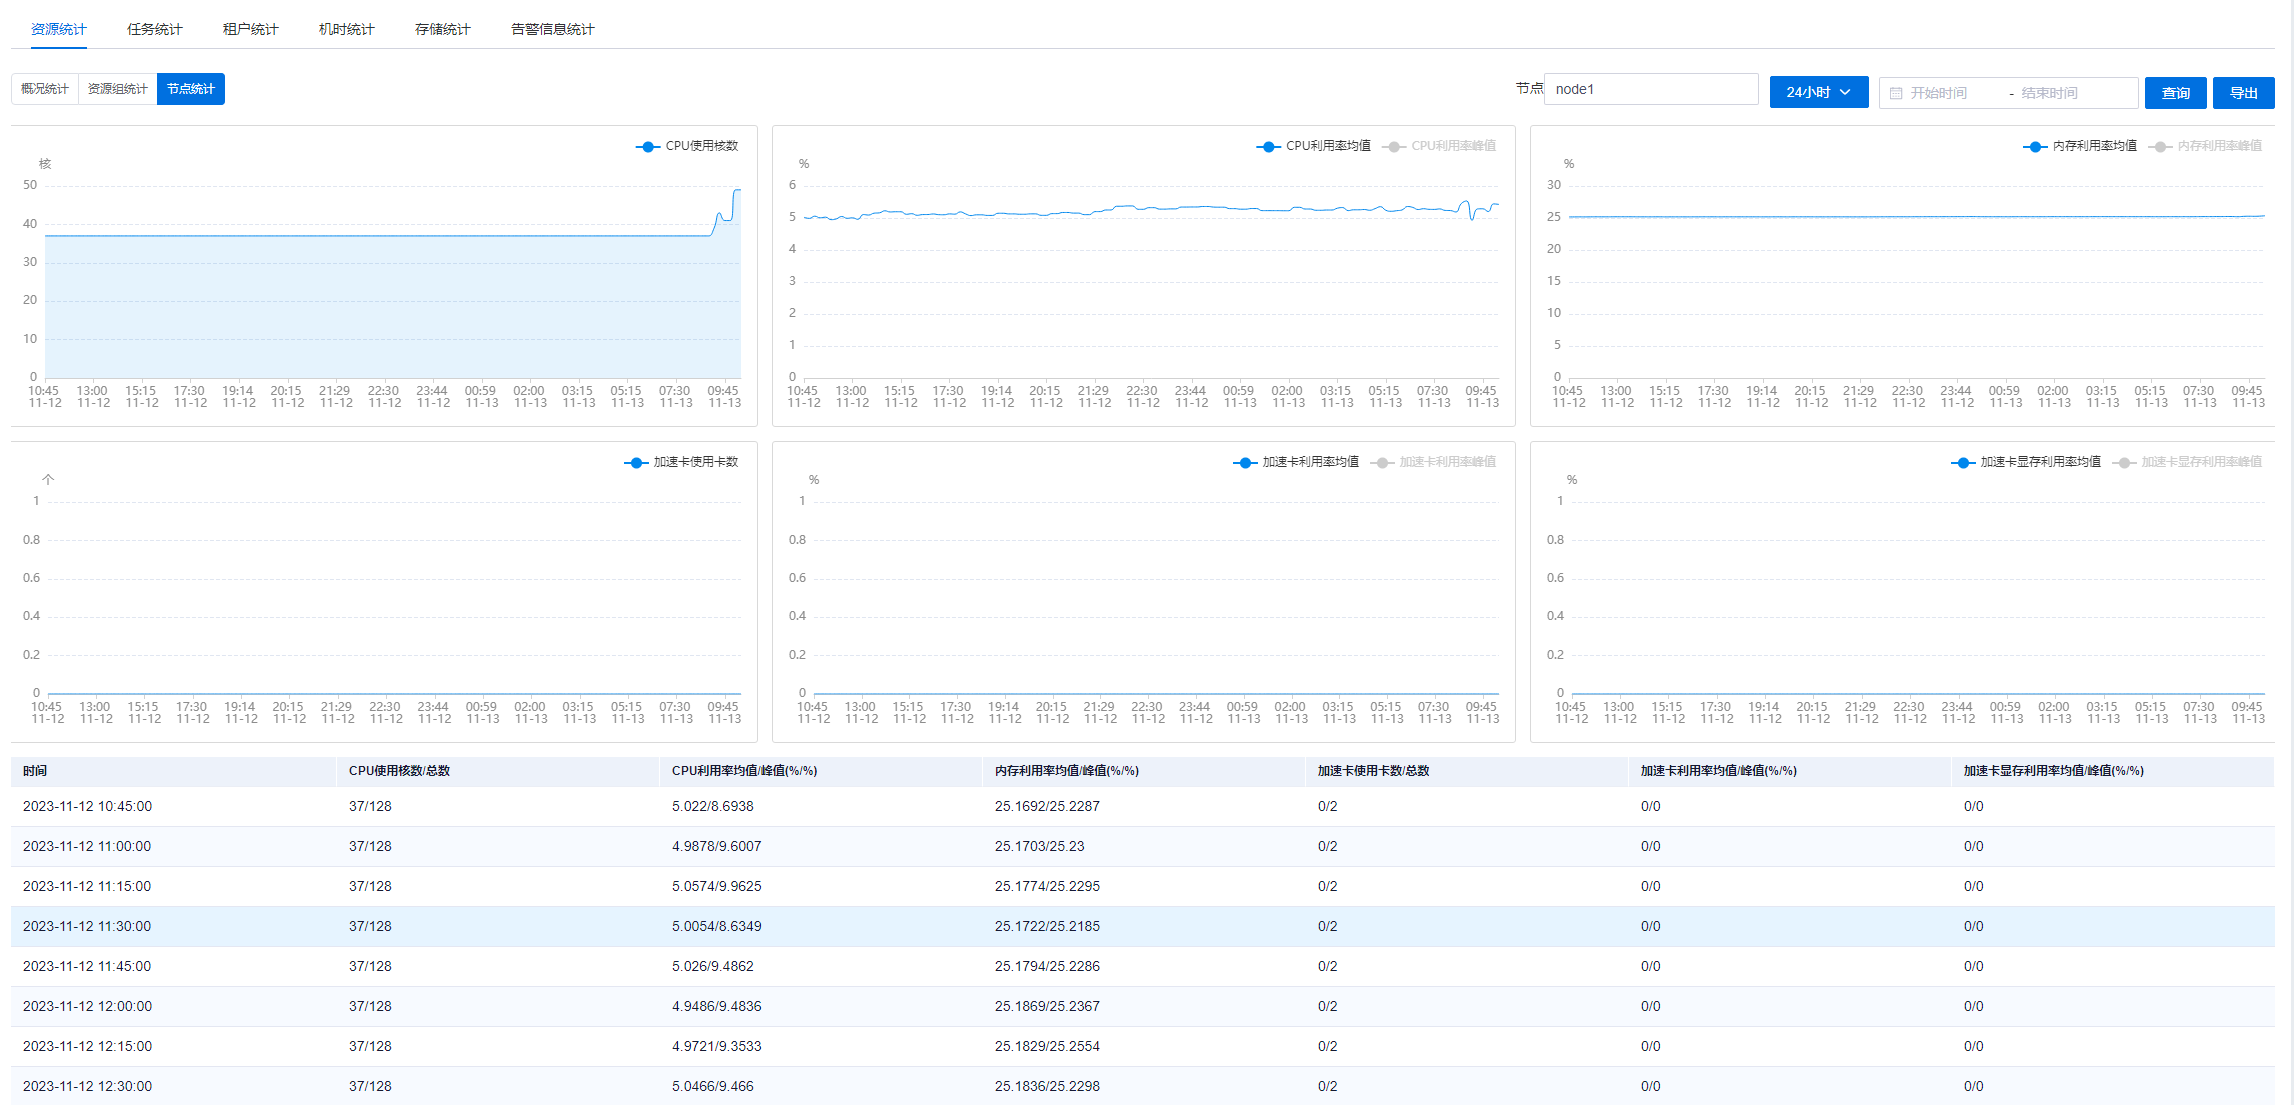 资源统计 任务统计 租户统计 机时统计 存储统计 告警信息统计
概况统计 资源组统计 节点统计 节点 node1 24小时 开始时间 - 结束时间 查询 导出
CPU使用核数
核
50
40
30
20
10
0
10:45 13:00 15:15 17:30 19:14 20:15 21:29 22:30 23:44 00:59 02:00 03:15 05:15 07:30 09:45
11-12 11-12 11-12 11-12 11-12 11-12 11-12 11-12 11-12 11-13 11-13 11-13 11-13 11-13 11-13
CPU利用率均值 CPU利用率峰值
%
6
5
4
3
2
1
0
10:45 13:00 15:15 17:30 19:14 20:15 21:29 22:30 23:44 00:59 02:00 03:15 05:15 07:30 09:45
11-12 11-12 11-12 11-12 11-12 11-12 11-12 11-12 11-12 11-13 11-13 11-13 11-13 11-13 11-13
内存利用率均值 内存利用率峰值
%
30
25
20
15
10
5
0
10:45 13:00 15:15 17:30 19:14 20:15 21:29 22:30 23:44 00:59 02:00 03:15 05:15 07:30 09:45
11-12 11-12 11-12 11-12 11-12 11-12 11-12 11-12 11-12 11-13 11-13 11-13 11-13 11-13 11-13
加速卡使用卡数
个
1
0.8
0.6
0.4
0.2
0
10:45 13:00 15:15 17:30 19:14 20:15 21:29 22:30 23:44 00:59 02:00 03:15 05:15 07:30 09:45
11-12 11-12 11-12 11-12 11-12 11-12 11-12 11-12 11-12 11-13 11-13 11-13 11-13 11-13 11-13
加速卡利用率均值 加速卡利用率峰值
%
1
0.8
0.6
0.4
0.2
0
10:45 13:00 15:15 17:30 19:14 20:15 21:29 22:30 23:44 00:59 02:00 03:15 05:15 07:30 09:45
11-12 11-12 11-12 11-12 11-12 11-12 11-12 11-12 11-12 11-13 11-13 11-13 11-13 11-13 11-13
加速卡显存利用率均值 加速卡显存利用率峰值
%
1
0.8
0.6
0.4
0.2
0
10:45 13:00 15:15 17:30 19:14 20:15 21:29 22:30 23:44 00:59 02:00 03:15 05:15 07:30 09:45
11-12 11-12 11-12 11-12 11-12 11-12 11-12 11-12 11-12 11-13 11-13 11-13 11-13 11-13 11-13
时间 CPU使用核数/总数 CPU利用率均值/峰值(%/%) 内存利用率均值/峰值(%/%) 加速卡使用卡数/总数 加速卡利用率均值/峰值(%/%) 加速卡显存利用率均值/峰值(%/%)
2023-11-12 10:45:00 37/128 5.022/8.6938 25.1692/25.2287 0/2 0/0 0/0
2023-11-12 11:00:00 37/128 4.9878/9.6007 25.1703/25.23 0/2 0/0 0/0
2023-11-12 11:15:00 37/128 5.0574/9.9625 25.1774/25.2295 0/2 0/0 0/0
2023-11-12 11:30:00 37/128 5.0054/8.6349 25.1722/25.2185 0/2 0/0 0/0
2023-11-12 11:45:00 37/128 5.026/9.4862 25.1794/25.2286 0/2 0/0 0/0
2023-11-12 12:00:00 37/128 4.9486/9.4836 25.1869/25.2367 0/2 0/0 0/0
2023-11-12 12:15:00 37/128 4.9721/9.3533 25.1829/25.2554 0/2 0/0 0/0
2023-11-12 12:30:00 37/128 5.0466/9.466 25.1836/25.2298 0/2 0/0 0/0